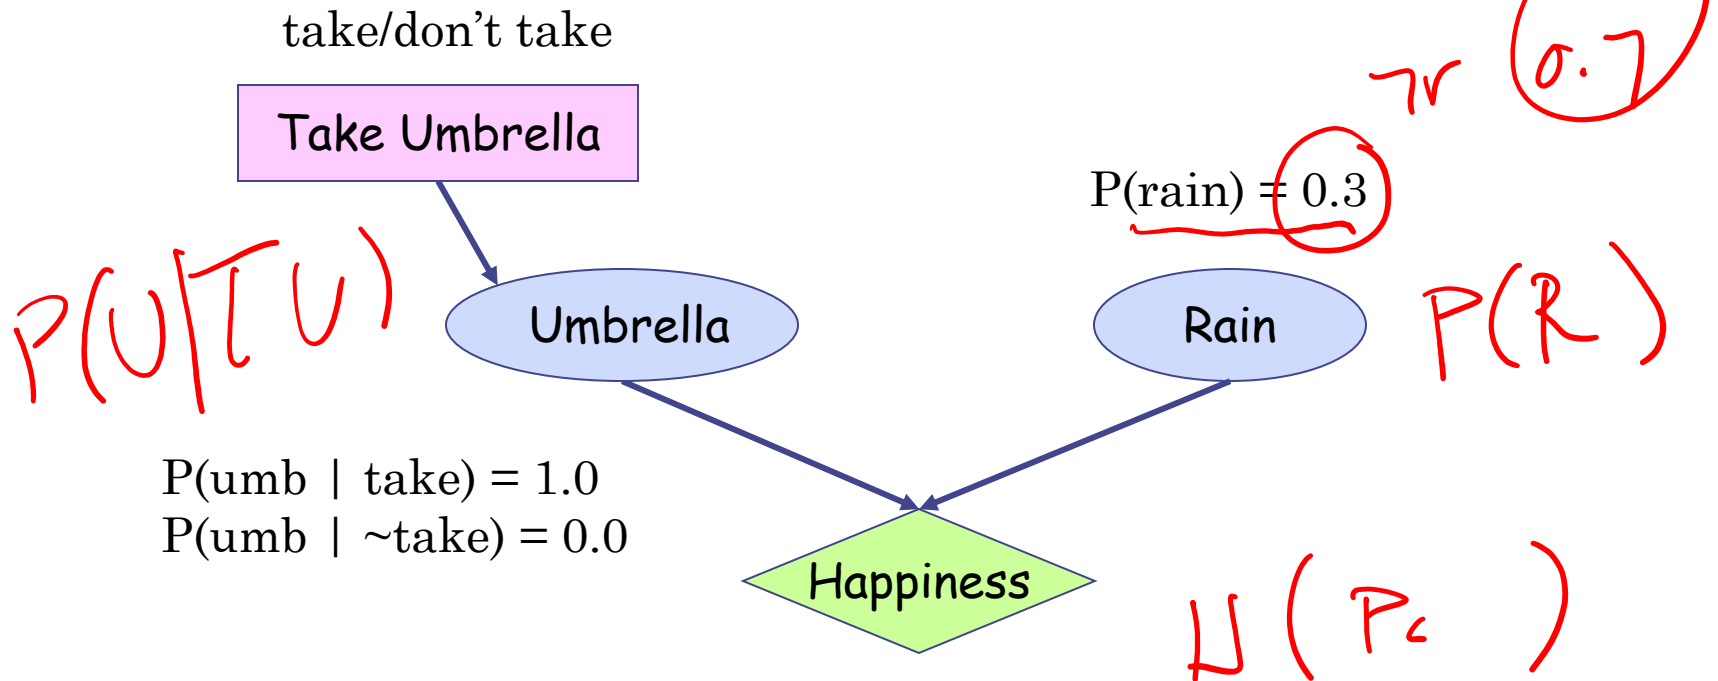 take/don't take
¬r 0.7
Take Umbrella
P(rain) = 0.3
P(U|TU)
Umbrella
Rain
P(R)
P(umb | take) = 1.0
P(umb | ~take) = 0.0
Happiness
U(Pa )